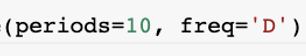 (periods=10, freq='D')